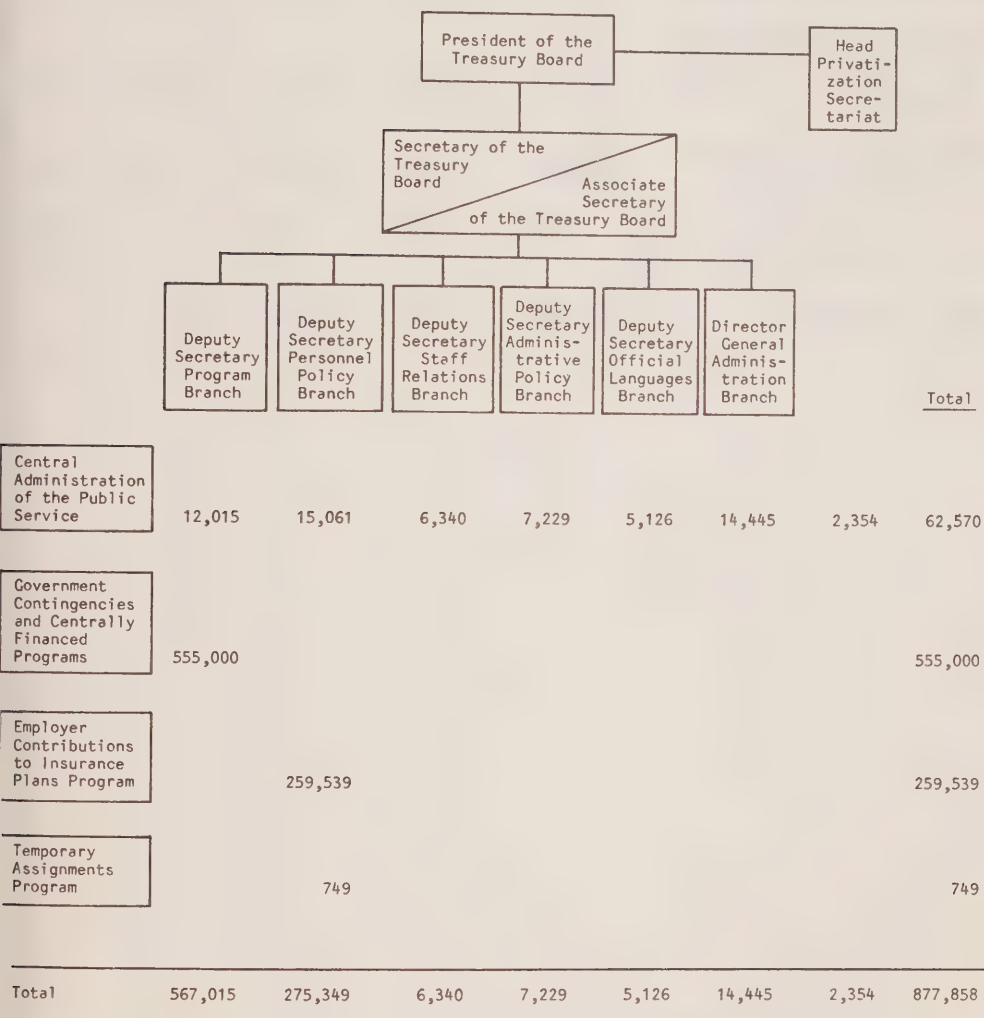 President of the
Treasury Board
Head
Privati-
zation
Secre-
tariat
Secretary of the
Treasury
Board
Associate
Secretary
of the Treasury Board
Deputy
Secretary
Program
Branch
Deputy
Secretary
Personnel
Policy
Branch
Deputy
Secretary
Staff
Relations
Branch
Deputy
Secretary
Adminis-
trative
Policy
Branch
Deputy
Secretary
Official
Languages
Branch
Director
General
Adminis-
tration
Branch
Total
Central
Administration
of the Public
Service 12,015 15,061 6,340 7,229 5,126 14,445 2,354 62,570
Government
Contingencies
and Centrally
Financed
Programs 555,000 555,000
Employer
Contributions
to Insurance
Plans Program 259,539 259,539
Temporary
Assignments
Program 749 749
Total 567,015 275,349 6,340 7,229 5,126 14,445 2,354 877,858